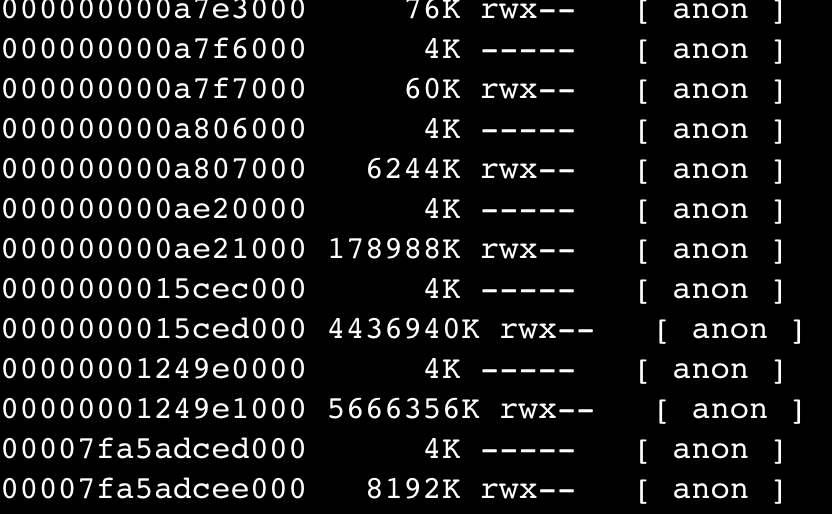 000000000a7e3000     76K rwx--   [ anon ]
000000000a7f6000      4K -----   [ anon ]
000000000a7f7000     60K rwx--   [ anon ]
000000000a806000      4K -----   [ anon ]
000000000a807000   6244K rwx--   [ anon ]
000000000ae20000      4K -----   [ anon ]
000000000ae21000 178988K rwx--   [ anon ]
0000000015cec000      4K -----   [ anon ]
0000000015ced000 4436940K rwx--   [ anon ]
00000001249e0000      4K -----   [ anon ]
00000001249e1000 5666356K rwx--   [ anon ]
00007fa5adced000      4K -----   [ anon ]
00007fa5adcee000   8192K rwx--   [ anon ]